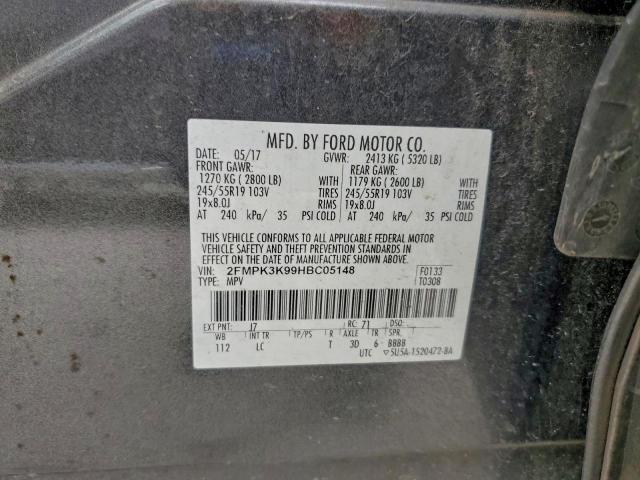 MFD. BY FORD MOTOR CO.
DATE: 05/17 GVWR: 2413 KG ( 5320 LB)
FRONT GAWR: REAR GAWR:
1270 KG ( 2800 LB) WITH 1179 KG ( 2600 LB) WITH
245/55R19 103V TIRES 245/55R19 103V TIRES
19x8.0J RIMS 19x8.0J RIMS
AT 240 kPa/ 35 PSI COLD AT 240 kPa/ 35 PSI COLD
THIS VEHICLE CONFORMS TO ALL APPLICABLE FEDERAL MOTOR
VEHICLE SAFETY AND THEFT PREVENTION STANDARDS IN EFFECT
ON THE DATE OF MANUFACTURE SHOWN ABOVE.
VIN: 2FMPK3K99HBC05148 F0133
TYPE: MPV T0308
EXT PNT: J7 RC: 71 DSO:
WB INT TR TP/PS R AXLE TR SPR
112 LC T 3D 6 BBBB
UTC ▽5U5A-1520472-BA